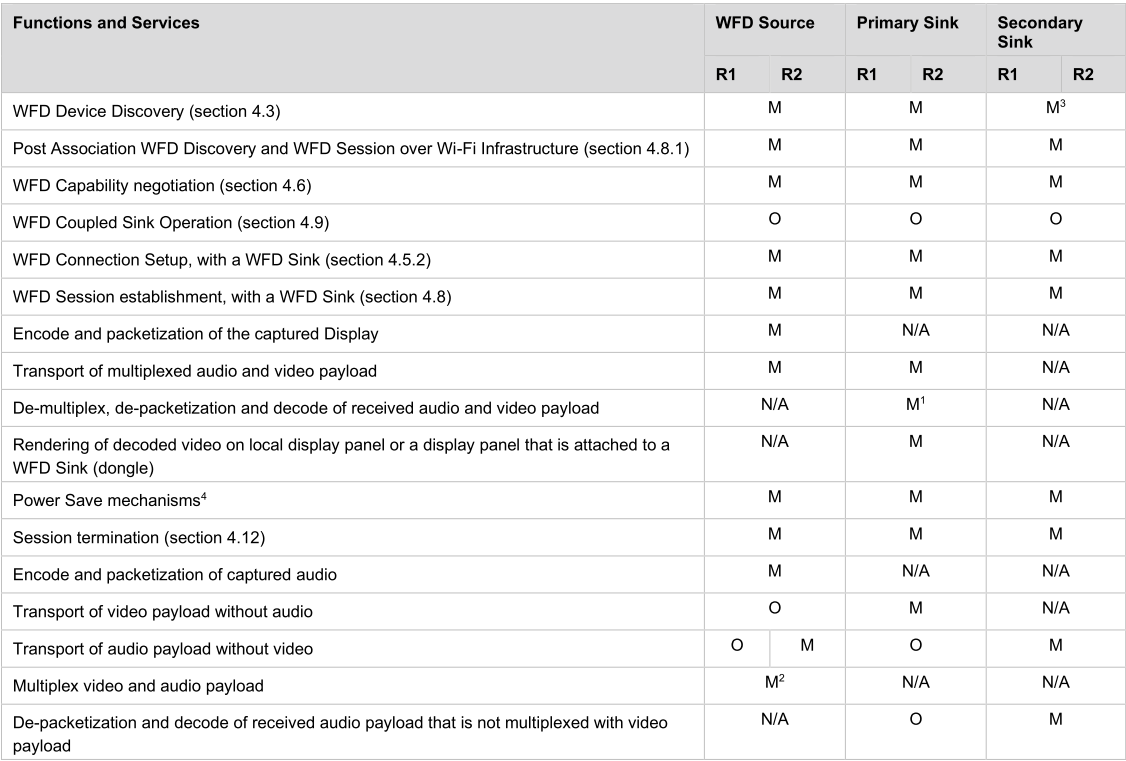 Functions and Services WFD Source Primary Sink Secondary
Sink
R1 R2 R1 R2 R1 R2
WFD Device Discovery (section 4.3) M M M³
Post Association WFD Discovery and WFD Session over Wi-Fi Infrastructure (section 4.8.1) M M M
WFD Capability negotiation (section 4.6) M M M
WFD Coupled Sink Operation (section 4.9) O O O
WFD Connection Setup, with a WFD Sink (section 4.5.2) M M M
WFD Session establishment, with a WFD Sink (section 4.8) M M M
Encode and packetization of the captured Display M N/A N/A
Transport of multiplexed audio and video payload M M N/A
De-multiplex, de-packetization and decode of received audio and video payload N/A M¹ N/A
Rendering of decoded video on local display panel or a display panel that is attached to a N/A M N/A
WFD Sink (dongle)
Power Save mechanisms⁴ M M M
Session termination (section 4.12) M M M
Encode and packetization of captured audio M N/A N/A
Transport of video payload without audio O M N/A
Transport of audio payload without video O M O M
Multiplex video and audio payload M² N/A N/A
De-packetization and decode of received audio payload that is not multiplexed with video N/A O M
payload